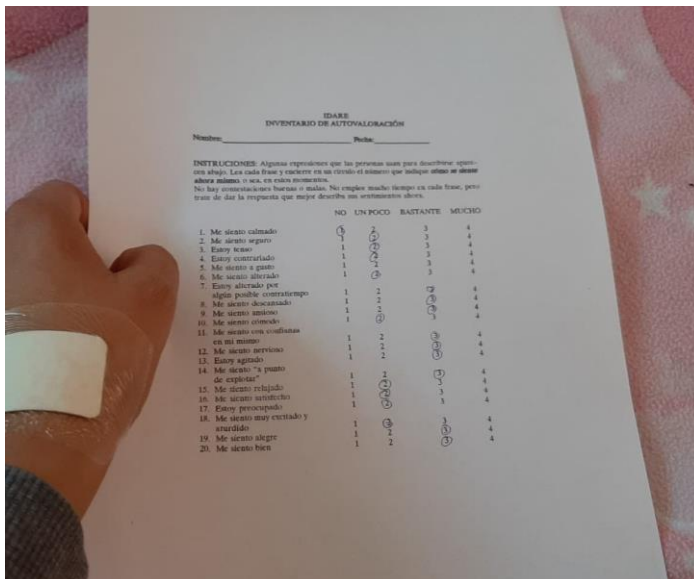 IDARE
INVENTARIO DE AUTOVALORACIÓN
Nombre: Fecha:
INSTRUCIONES: Algunas expresiones que las personas usan para describirse apare-
cen abajo. Lea cada frase y encierre en un círculo el número que indique cómo se siente
ahora mismo, o sea, en estos momentos.
No hay contestaciones buenas o malas. No emplee mucho tiempo en cada frase, pero
trate de dar la respuesta que mejor describa sus sentimientos ahora.
NO UN POCO BASTANTE MUCHO
1. Me siento calmado 1 2 3 4
2. Me siento seguro 1 2 3 4
3. Estoy tenso 1 2 3 4
4. Estoy contrariado 1 2 3 4
5. Me siento a gusto 1 2 3 4
6. Me siento alterado 1 2 3 4
7. Estoy alterado por
algún posible contratiempo 1 2 3 4
8. Me siento descansado 1 2 3 4
9. Me siento ansioso 1 2 3 4
10. Me siento cómodo 1 2 3 4
11. Me siento con confianza
en mí mismo 1 2 3 4
12. Me siento nervioso 1 2 3 4
13. Estoy agitado 1 2 3 4
14. Me siento "a punto
de explotar" 1 2 3 4
15. Me siento relajado 1 2 3 4
16. Me siento satisfecho 1 2 3 4
17. Estoy preocupado 1 2 3 4
18. Me siento muy excitado y
aturdido 1 2 3 4
19. Me siento alegre 1 2 3 4
20. Me siento bien 1 2 3 4